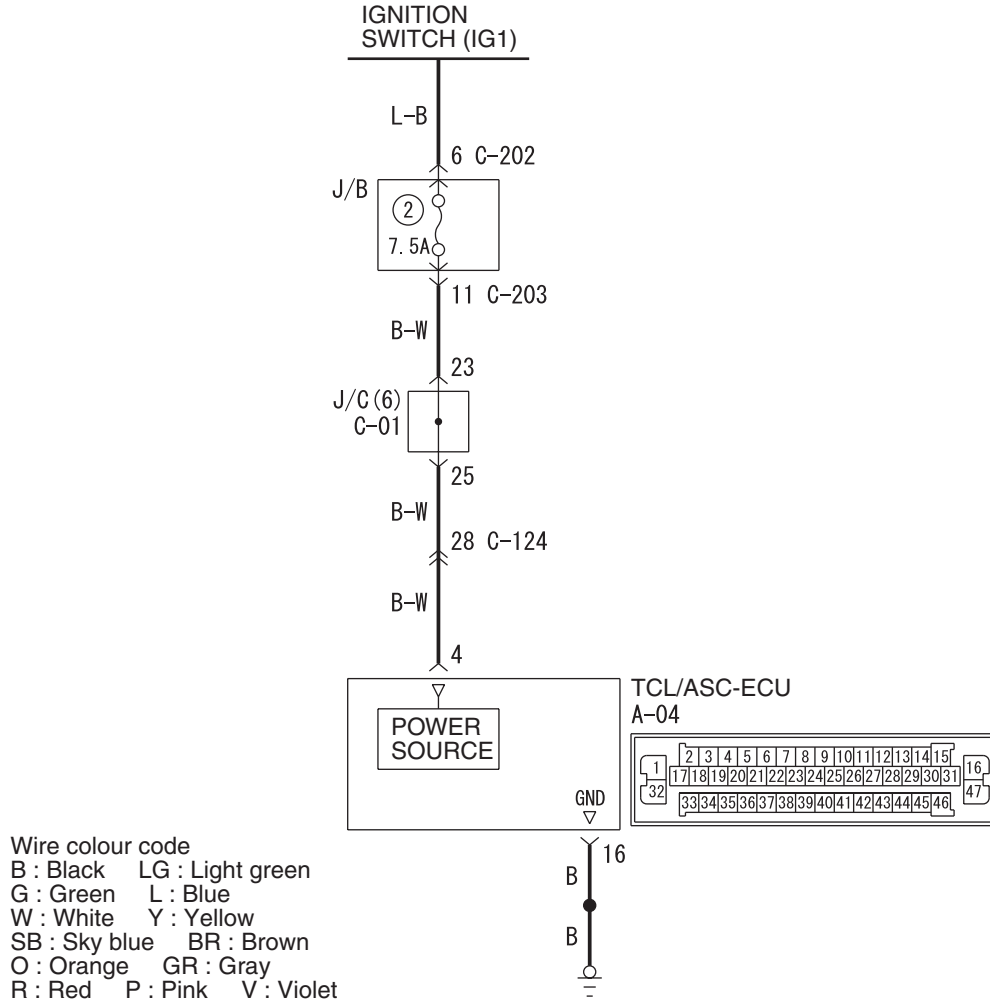 IGNITION
SWITCH (IG1)
L-B
6 C-202
J/B
2
7.5A
11 C-203
B-W
23
J/C(6)
C-01
25
B-W
28 C-124
B-W
4
TCL/ASC-ECU
A-04
POWER
SOURCE
GND
1 2 3 4 5 6 7 8 9 10 11 12 13 14 15 16
17 18 19 20 21 22 23 24 25 26 27 28 29 30 31
32 33 34 35 36 37 38 39 40 41 42 43 44 45 46 47
16
B
B
Wire colour code
B : Black LG : Light green
G : Green L : Blue
W : White Y : Yellow
SB : Sky blue BR : Brown
O : Orange GR : Gray
R : Red P : Pink V : Violet